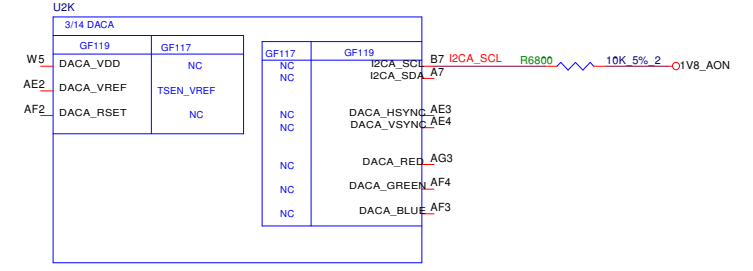 U2K
3/14 DACA
GF119 GF117
W5 DACA_VDD NC
AE2 DACA_VREF TSEN_VREF
AF2 DACA_RSET NC
GF117 GF119
NC I2CA_SCL B7 I2CA_SCL R6800 10K_5%_2 1V8_AON
NC I2CA_SDA A7
NC DACA_HSYNC AE3
NC DACA_VSYNC AE4
NC DACA_RED AG3
NC DACA_GREEN AF4
NC DACA_BLUE AF3